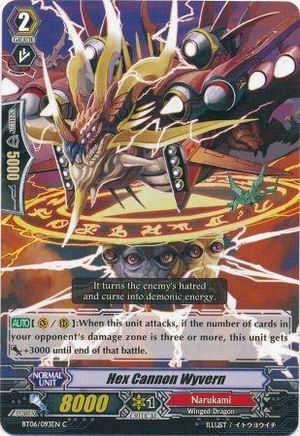 2
GRADE
SHIELD
5000
It turns the enemy's hatred
and curse into demonic energy.
AUTO [ / ]:When this unit attacks, if the number of cards in
your opponent's damage zone is three or more, this unit gets
+3000 until end of that battle.
Hex Cannon Wyvern
NORMAL
UNIT
8000
1
CRITICAL
Narukami
Winged Dragon
BT06/093EN C
ILLUST / イトウヨウイチ